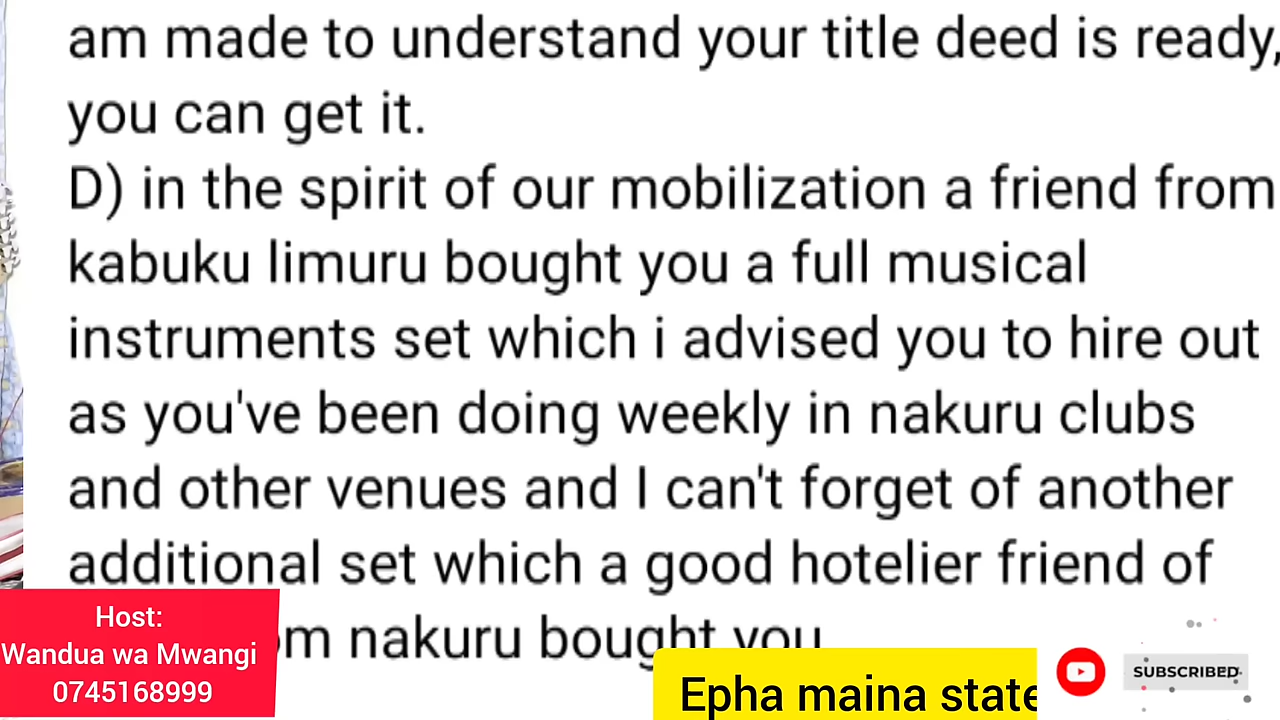 am made to understand your title deed is ready,
you can get it.
D) in the spirit of our mobilization a friend from
kabuku limuru bought you a full musical
instruments set which i advised you to hire out
as you've been doing weekly in nakuru clubs
and other venues and I can't forget of another
additional set which a good hotelier friend of
nakuru bought you
Host:
Wandua wa Mwangi
0745168999
Epha maina state
SUBSCRIBED